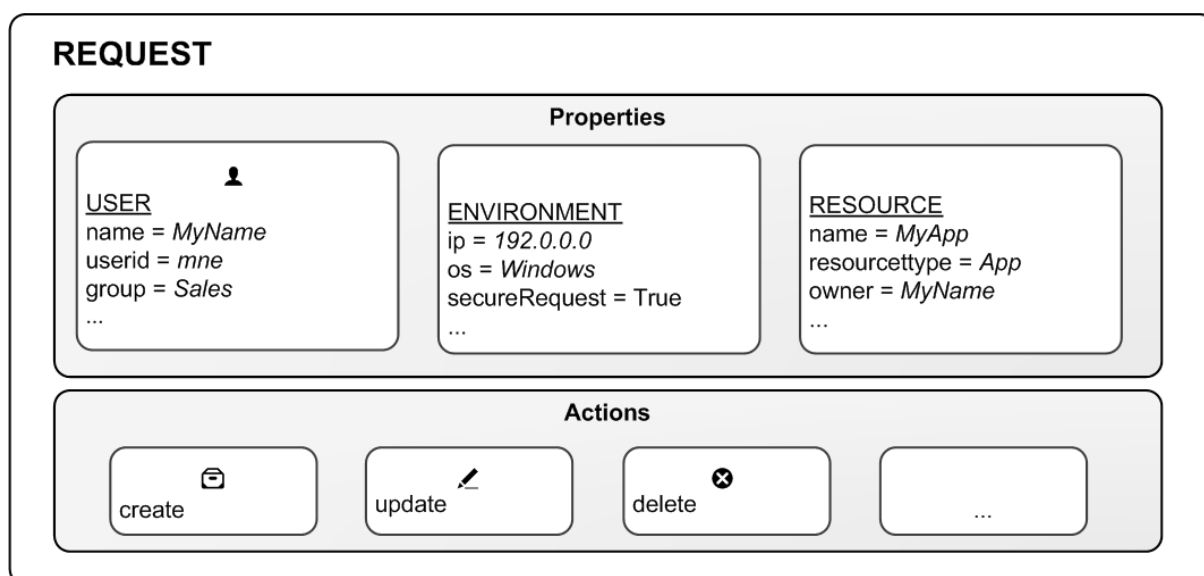 REQUEST
Properties
USER
name = MyName
userid = mne
group = Sales
...
ENVIRONMENT
ip = 192.0.0.0
os = Windows
secureRequest = True
...
RESOURCE
name = MyApp
resourcettype = App
owner = MyName
...
Actions
create
update
delete
...